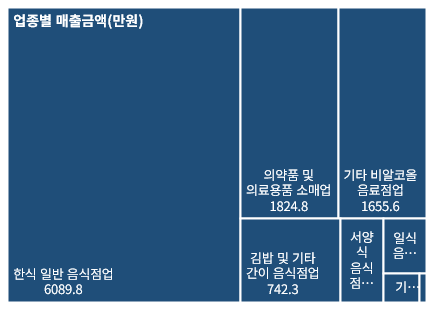 업종별 매출금액(만원)
한식 일반 음식점업
6089.8
의약품 및
의료용품 소매업
1824.8
기타 비알코올
음료점업
1655.6
김밥 및 기타
간이 음식점업
742.3
서양
식
음식
점…
일식
음…
기…